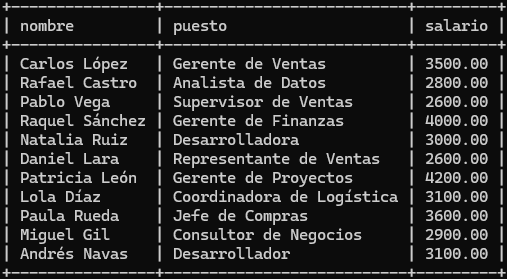 nombre | puesto | salario
Carlos López | Gerente de Ventas | 3500.00
Rafael Castro | Analista de Datos | 2800.00
Pablo Vega | Supervisor de Ventas | 2600.00
Raquel Sánchez | Gerente de Finanzas | 4000.00
Natalia Ruiz | Desarrolladora | 3000.00
Daniel Lara | Representante de Ventas | 2600.00
Patricia León | Gerente de Proyectos | 4200.00
Lola Díaz | Coordinadora de Logística | 3100.00
Paula Rueda | Jefe de Compras | 3600.00
Miguel Gil | Consultor de Negocios | 2900.00
Andrés Navas | Desarrollador | 3100.00